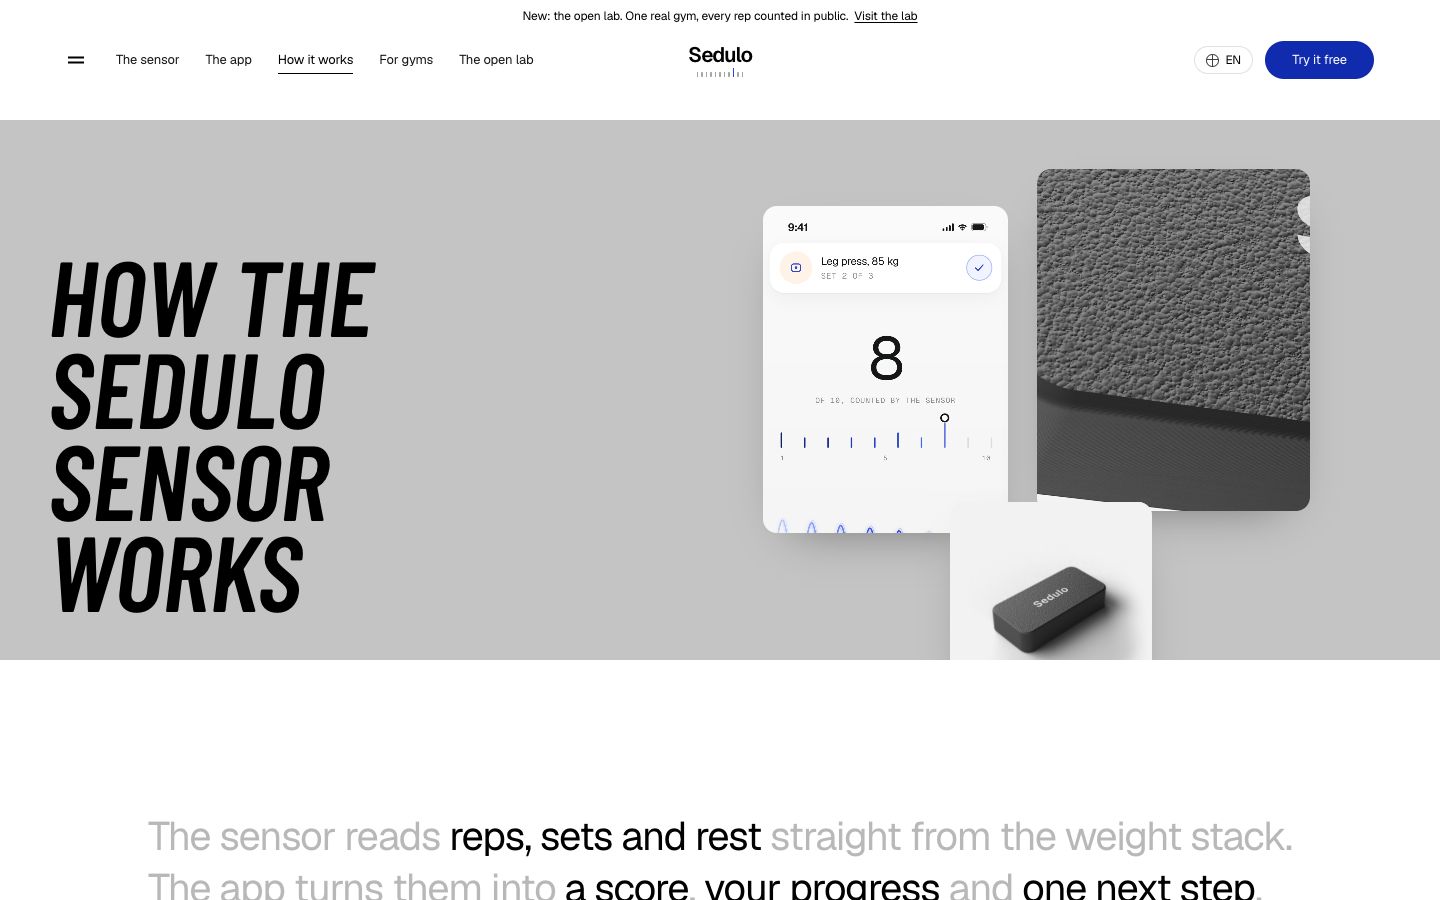 New: the open lab. One real gym, every rep counted in public. Visit the lab
The sensor
The app
How it works
For gyms
The open lab
Sedulo
EN
Try it free
HOW THE
SEDULO
SENSOR
WORKS
9:41
Leg press, 85 kg
SET 2 OF 3
8
OF 10, COUNTED BY THE SENSOR
1
5
10
Sedulo
The sensor reads reps, sets and rest straight from the weight stack.
The app turns them into a score, your progress and one next step.